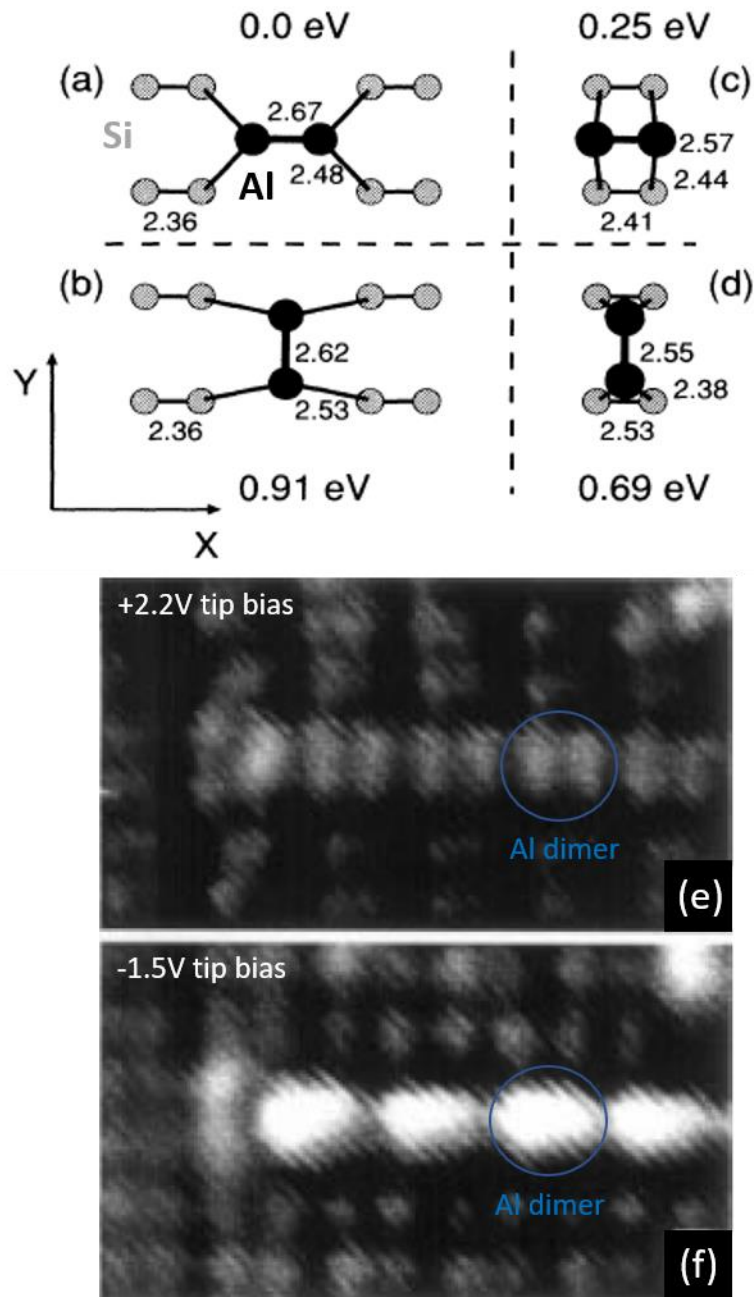 0.0 eV
0.25 eV
(a)
(c)
Si
2.67
Al
2.48
2.36
2.57
2.44
2.41
(b)
(d)
2.62
2.53
2.36
2.55
2.38
2.53
Y
X
0.91 eV
0.69 eV
+2.2V tip bias
Al dimer
(e)
-1.5V tip bias
Al dimer
(f)